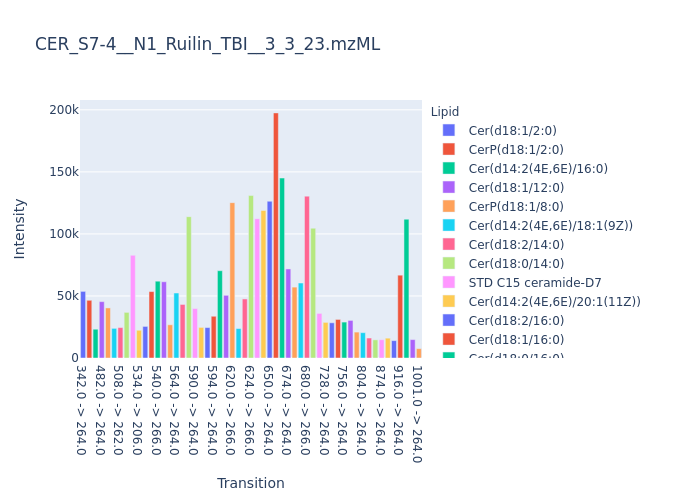 CER_S7-4__N1_Ruilin_TBI__3_3_23.mzML
Lipid
Cer(d18:1/2:0)
CerP(d18:1/2:0)
Cer(d14:2(4E,6E)/16:0)
Cer(d18:1/12:0)
CerP(d18:1/8:0)
Cer(d14:2(4E,6E)/18:1(9Z))
Cer(d18:2/14:0)
Cer(d18:0/14:0)
STD C15 ceramide-D7
Cer(d14:2(4E,6E)/20:1(11Z))
Cer(d18:2/16:0)
Cer(d18:1/16:0)
Cer(d18:0/16:0)
200k
150k
100k
50k
0
Intensity
342.0 -> 264.0
482.0 -> 264.0
508.0 -> 262.0
534.0 -> 206.0
540.0 -> 266.0
564.0 -> 264.0
590.0 -> 264.0
594.0 -> 264.0
620.0 -> 266.0
624.0 -> 266.0
650.0 -> 264.0
674.0 -> 264.0
680.0 -> 266.0
728.0 -> 264.0
756.0 -> 264.0
804.0 -> 264.0
874.0 -> 264.0
916.0 -> 264.0
1001.0 -> 264.0
Transition